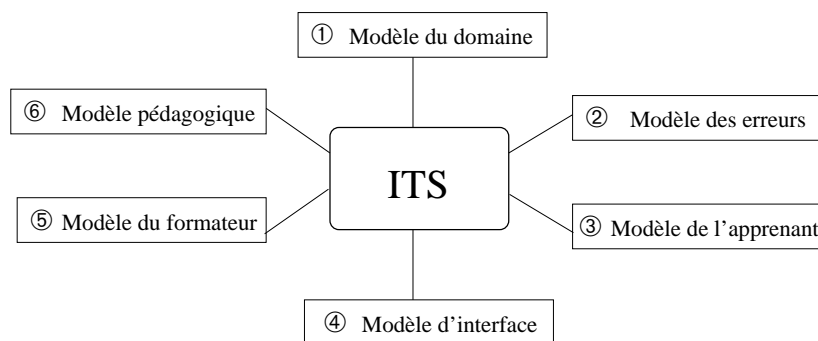 ① Modèle du domaine
⑥ Modèle pédagogique
② Modèle des erreurs
ITS
⑤ Modèle du formateur
③ Modèle de l’apprenant
④ Modèle d’interface